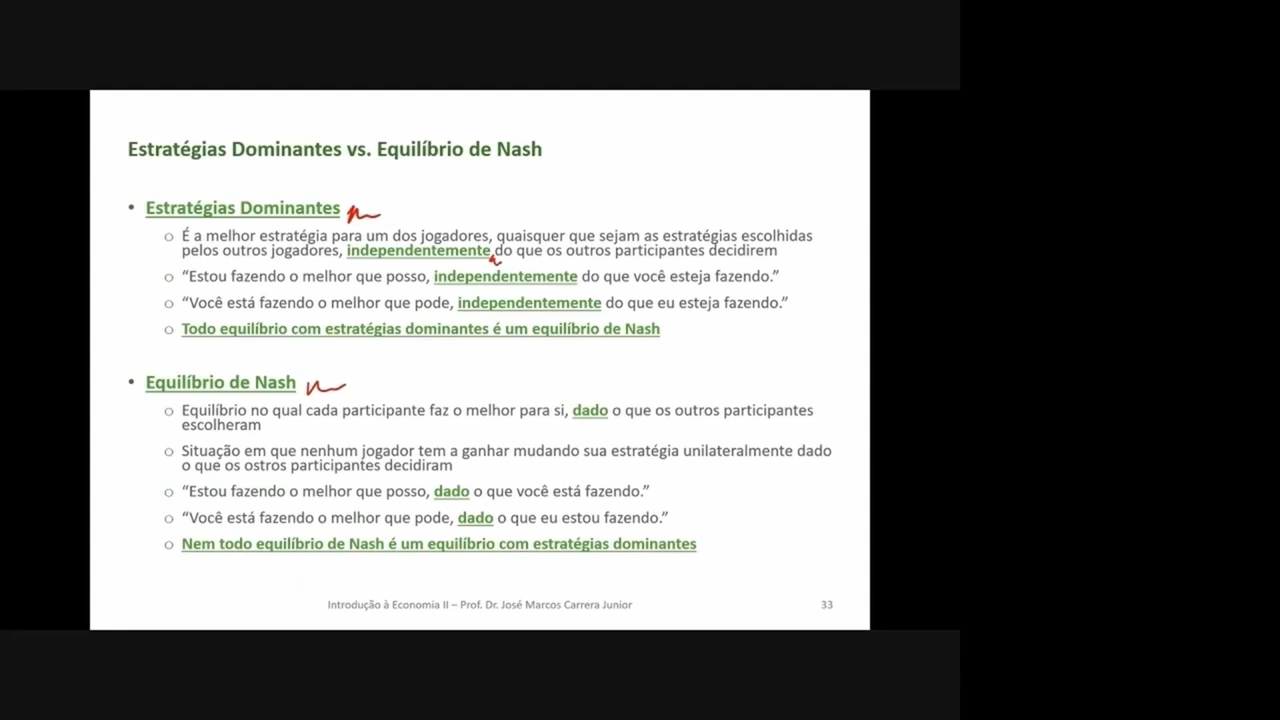 Estratégias Dominantes vs. Equilíbrio de Nash
• Estratégias Dominantes
○ É a melhor estratégia para um dos jogadores, quaisquer que sejam as estratégias escolhidas
pelos outros jogadores, independentemente do que os outros participantes decidirem
○ “Estou fazendo o melhor que posso, independentemente do que você esteja fazendo.”
○ “Você está fazendo o melhor que pode, independentemente do que eu esteja fazendo.”
○ Todo equilíbrio com estratégias dominantes é um equilíbrio de Nash
• Equilíbrio de Nash
○ Equilíbrio no qual cada participante faz o melhor para si, dado o que os outros participantes
escolheram
○ Situação em que nenhum jogador tem a ganhar mudando sua estratégia unilateralmente dado
o que os ostros participantes decidiram
○ “Estou fazendo o melhor que posso, dado o que você está fazendo.”
○ “Você está fazendo o melhor que pode, dado o que eu estou fazendo.”
○ Nem todo equilíbrio de Nash é um equilíbrio com estratégias dominantes
Introdução à Economia II – Prof. Dr. José Marcos Carrera Junior 33